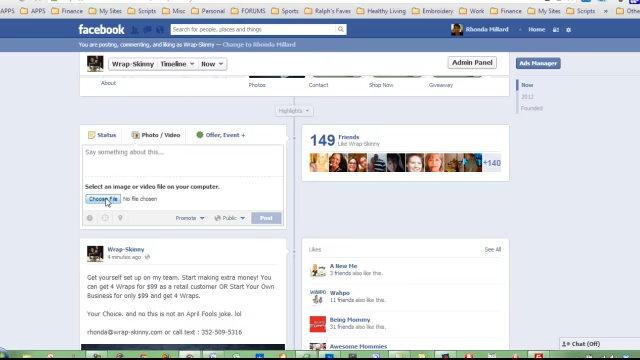 APPS Finance My Sites Scripts Misc Personal FORUMS Sports Ralph's Faves Healthy Living Embroidery Work Finance My Sites Scripts Othe
facebook Search for people, places and things Rhonda Millard Home
You are posting, commenting, and liking as Wrap-Skinny — Change to Rhonda Millard
Wrap-Skinny Timeline Now Admin Panel Ads Manager
About Photos Contact Shop Now Giveaway
Now
2012
Founded
Highlights
Status Photo / Video Offer, Event +
Say something about this...
Select an image or video file on your computer.
Choose File No file chosen
Promote Public Post
149 Friends
Like Wrap-Skinny
+140
Wrap-Skinny
4 minutes ago
Get yourself set up on my team. Start making extra money! You
can get 4 Wraps for $99 as a retail customer OR Start Your Own
Business for only $99 and get 4 Wraps.
Your Choice. and no this is not an April Fools joke. lol
rhonda@wrap-skinny.com or call text : 352-509-5316
Likes See All
A New Me
3 friends also like this.
Wahpo
11 friends also like this.
Being Mommy
31 friends also like this.
Awesome Mommies
Chat (Off)